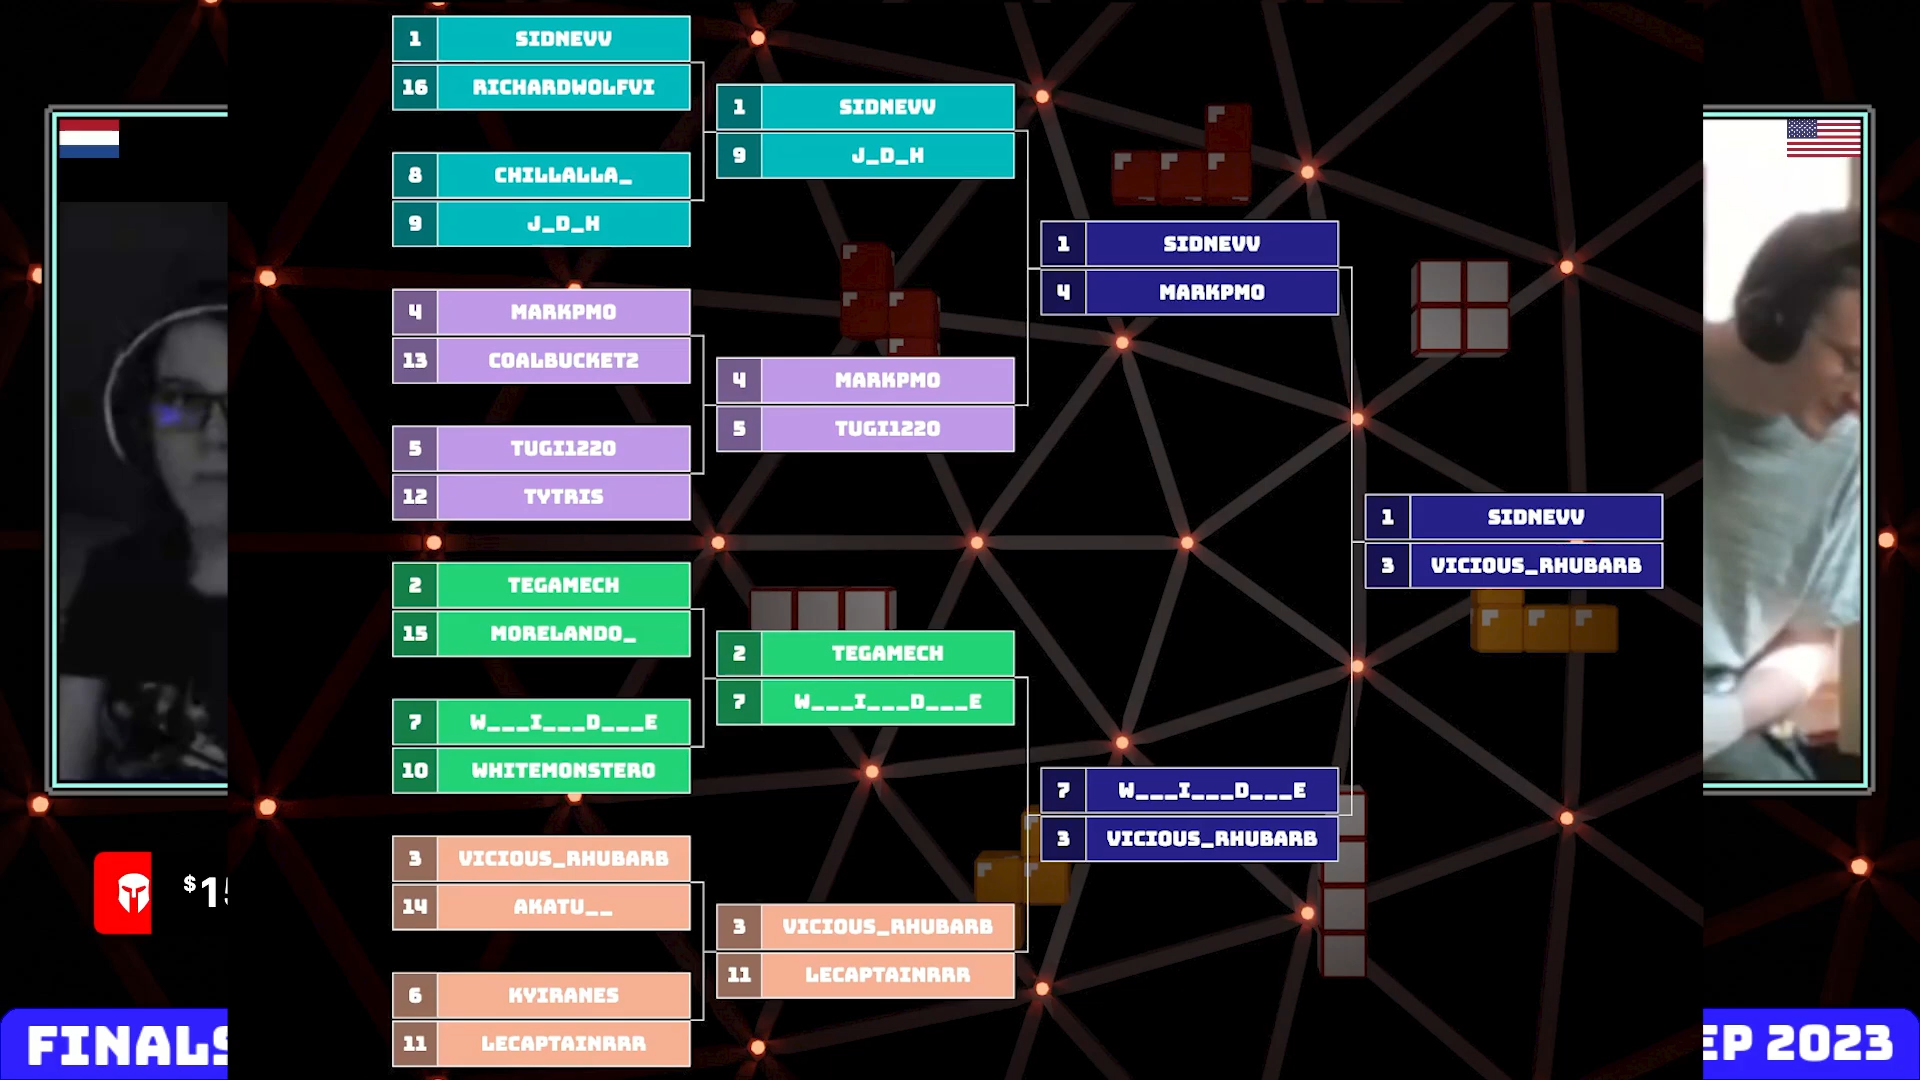 1 SIDNEVV
16 RICHARDWOLFVI
8 CHILLALLA_
9 J_D_H
4 MARKPMO
13 COALBUCKET2
5 TUGI1220
12 TYTRIS
2 TEGAMECH
15 MORELANDO_
7 W___I___D___E
10 WHITEMONSTERO
3 VICIOUS_RHUBARB
14 AKATU__
6 KYIRANES
11 LECAPTAINRRR
1 SIDNEVV
9 J_D_H
4 MARKPMO
5 TUGI1220
2 TEGAMECH
7 W___I___D___E
3 VICIOUS_RHUBARB
11 LECAPTAINRRR
1 SIDNEVV
4 MARKPMO
7 W___I___D___E
3 VICIOUS_RHUBARB
1 SIDNEVV
3 VICIOUS_RHUBARB
FINALS
EP 2023